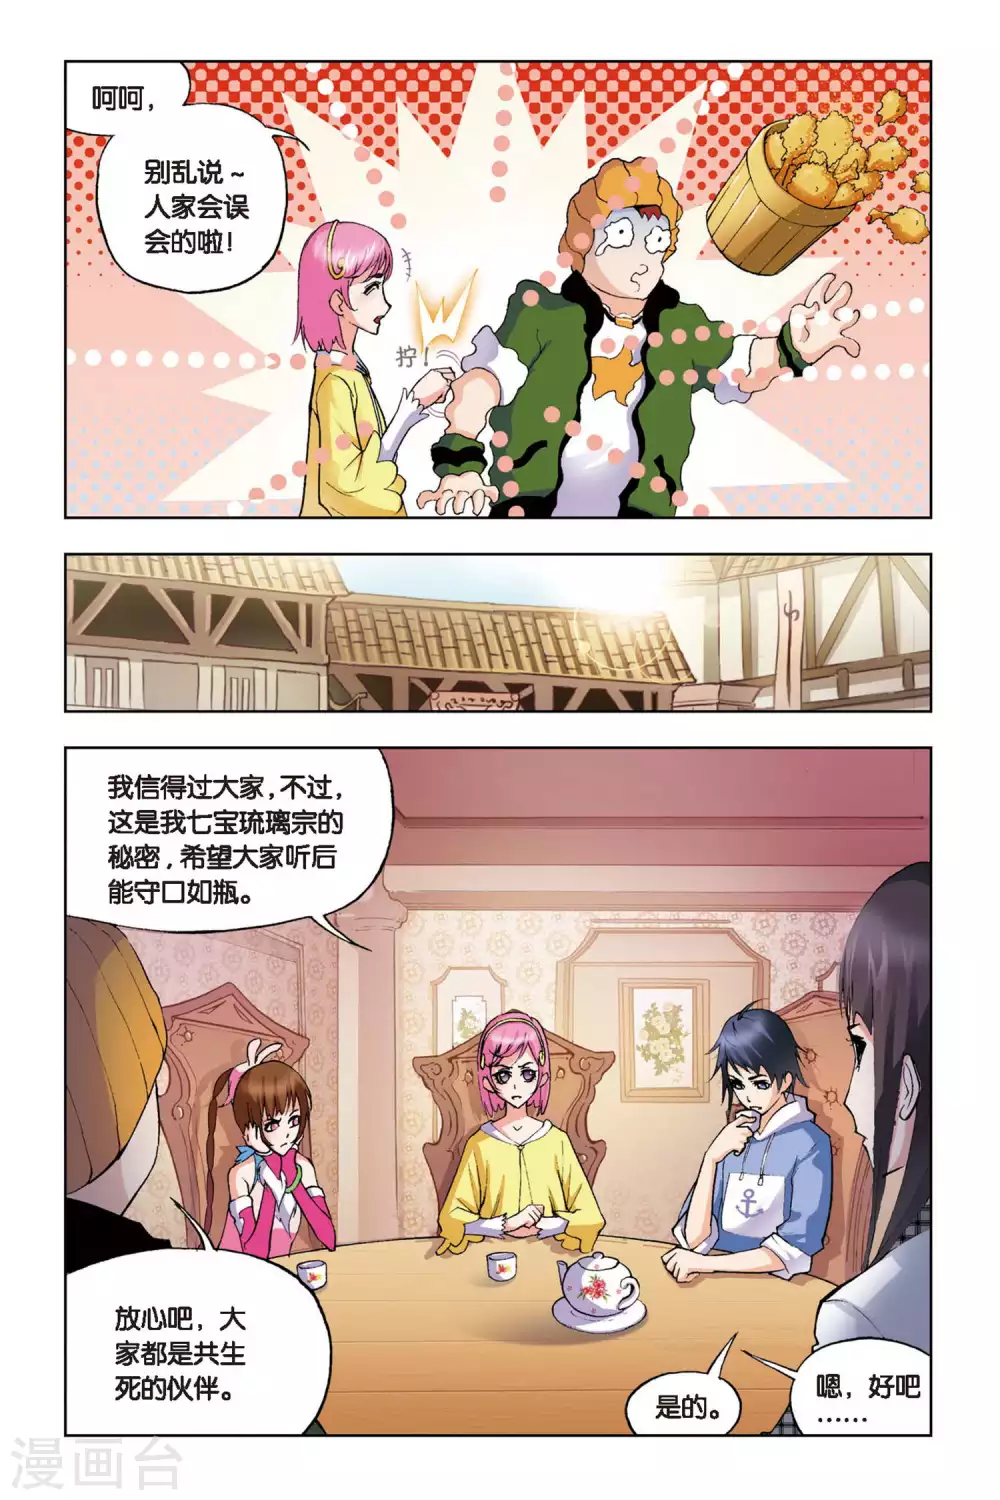 呵呵，
别乱说~
人家会误
会的啦！
拧！
我信得过大家，不过，
这是我七宝琉璃宗的
秘密，希望大家听后
能守口如瓶。
放心吧，大
家都是共生
死的伙伴。
是的。
嗯，好吧
……
漫画台